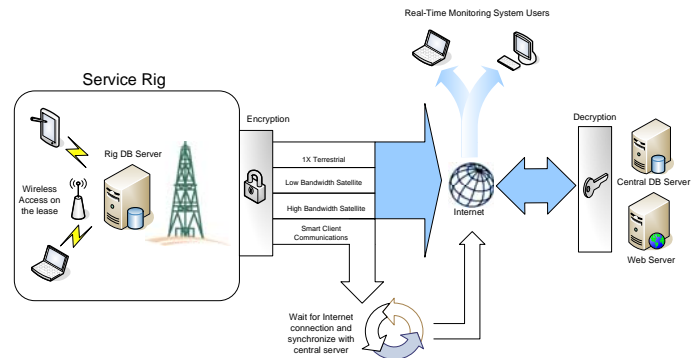 Real-Time Monitoring System Users
Service Rig
Encryption
Decryption
Rig DB Server
Wireless
Access on
the lease
1X Terrestrial
Low Bandwidth Satellite
High Bandwidth Satellite
Smart Client
Communications
Internet
Central DB Server
Web Server
Wait for Internet
connection and
synchronize with
central server